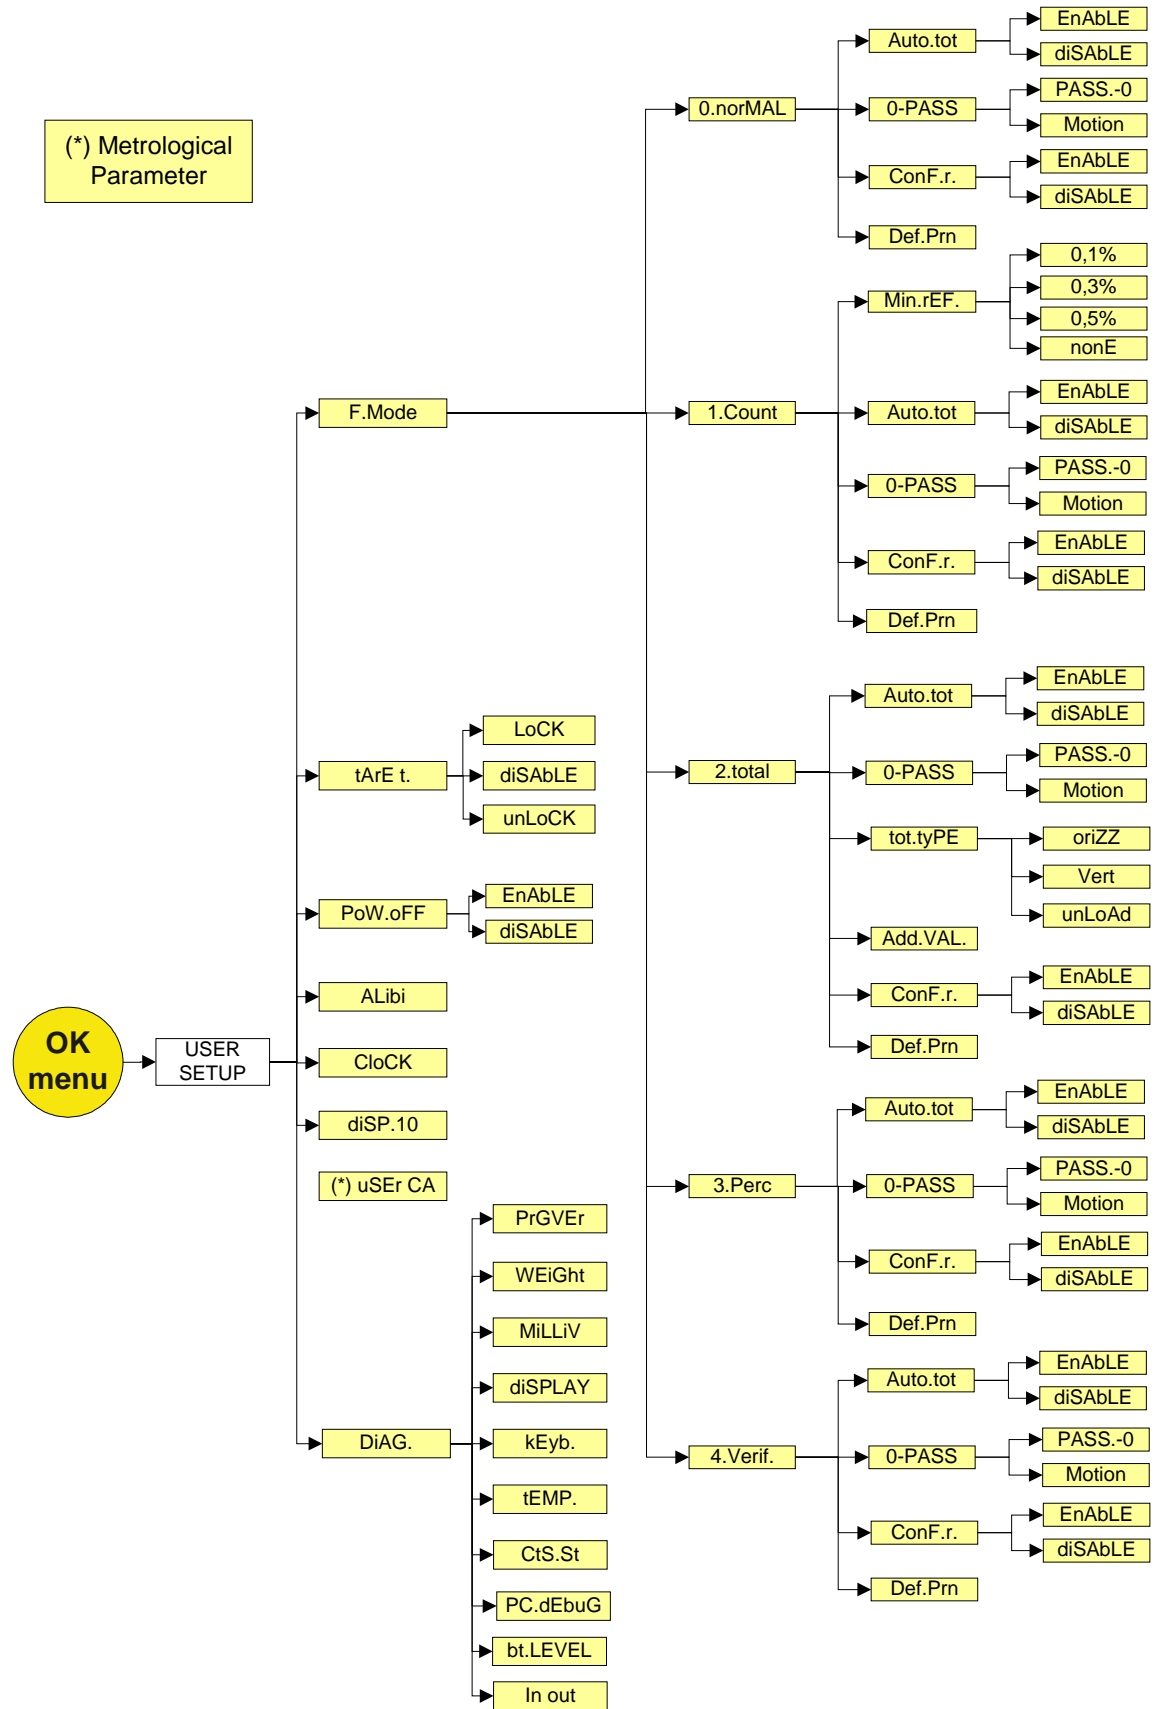 (*) Metrological
Parameter
OK
menu
USER
SETUP
F.Mode
0.norMAL
Auto.tot
EnAbLE
diSAbLE
0-PASS
PASS.-0
Motion
ConF.r.
EnAbLE
diSAbLE
Def.Prn
1.Count
Min.rEF.
0,1%
0,3%
0,5%
nonE
Auto.tot
EnAbLE
diSAbLE
0-PASS
PASS.-0
Motion
ConF.r.
EnAbLE
diSAbLE
Def.Prn
2.total
Auto.tot
EnAbLE
diSAbLE
0-PASS
PASS.-0
Motion
tot.tyPE
oriZZ
Vert
unLoAd
Add.VAL.
ConF.r.
EnAbLE
diSAbLE
Def.Prn
3.Perc
Auto.tot
EnAbLE
diSAbLE
0-PASS
PASS.-0
Motion
ConF.r.
EnAbLE
diSAbLE
Def.Prn
4.Verif.
Auto.tot
EnAbLE
diSAbLE
0-PASS
PASS.-0
Motion
ConF.r.
EnAbLE
diSAbLE
Def.Prn
tArE t.
LoCK
diSAbLE
unLoCK
PoW.oFF
EnAbLE
diSAbLE
ALibi
CloCK
diSP.10
(*) uSEr CA
DiAG.
PrGVEr
WEiGht
MiLLiV
diSPLAY
kEyb.
tEMP.
CtS.St
PC.dEbuG
bt.LEVEL
In out